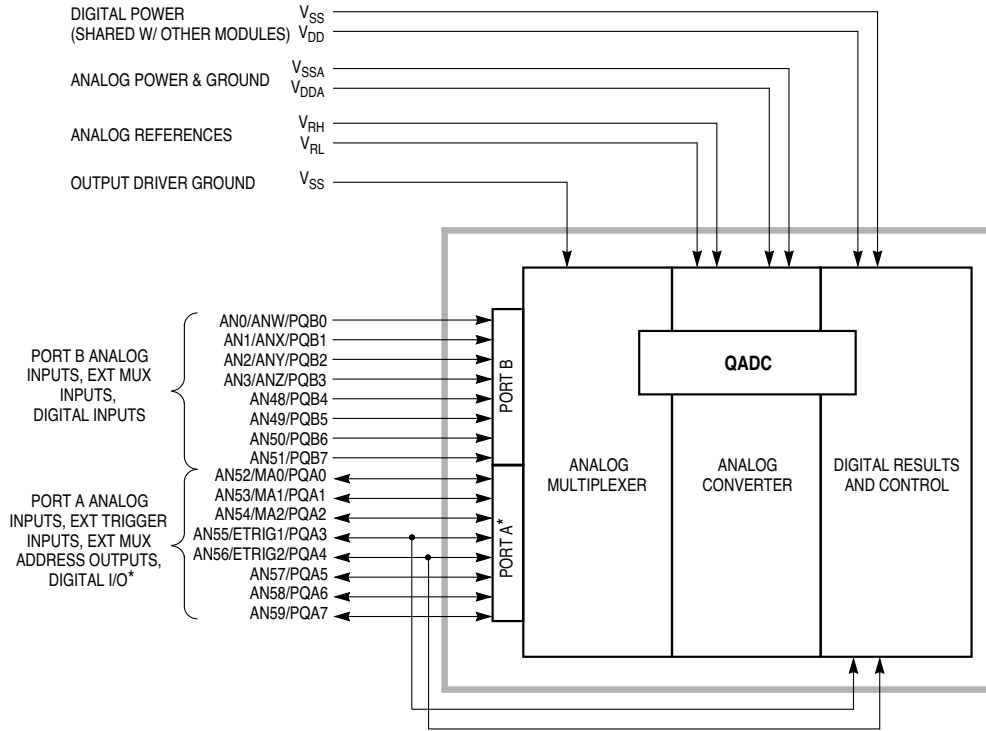 DIGITAL POWER
(SHARED W/ OTHER MODULES)
VSS
VDD
ANALOG POWER & GROUND
VSSA
VDDA
ANALOG REFERENCES
VRH
VRL
OUTPUT DRIVER GROUND
VSS
PORT B ANALOG
INPUTS, EXT MUX
INPUTS,
DIGITAL INPUTS
AN0/ANW/PQB0
AN1/ANX/PQB1
AN2/ANY/PQB2
AN3/ANZ/PQB3
AN48/PQB4
AN49/PQB5
AN50/PQB6
AN51/PQB7
PORT A ANALOG
INPUTS, EXT TRIGGER
INPUTS, EXT MUX
ADDRESS OUTPUTS,
DIGITAL I/O*
AN52/MA0/PQA0
AN53/MA1/PQA1
AN54/MA2/PQA2
AN55/ETRIG1/PQA3
AN56/ETRIG2/PQA4
AN57/PQA5
AN58/PQA6
AN59/PQA7
PORT B
PORT A*
QADC
ANALOG
MULTIPLEXER
ANALOG
CONVERTER
DIGITAL RESULTS
AND CONTROL